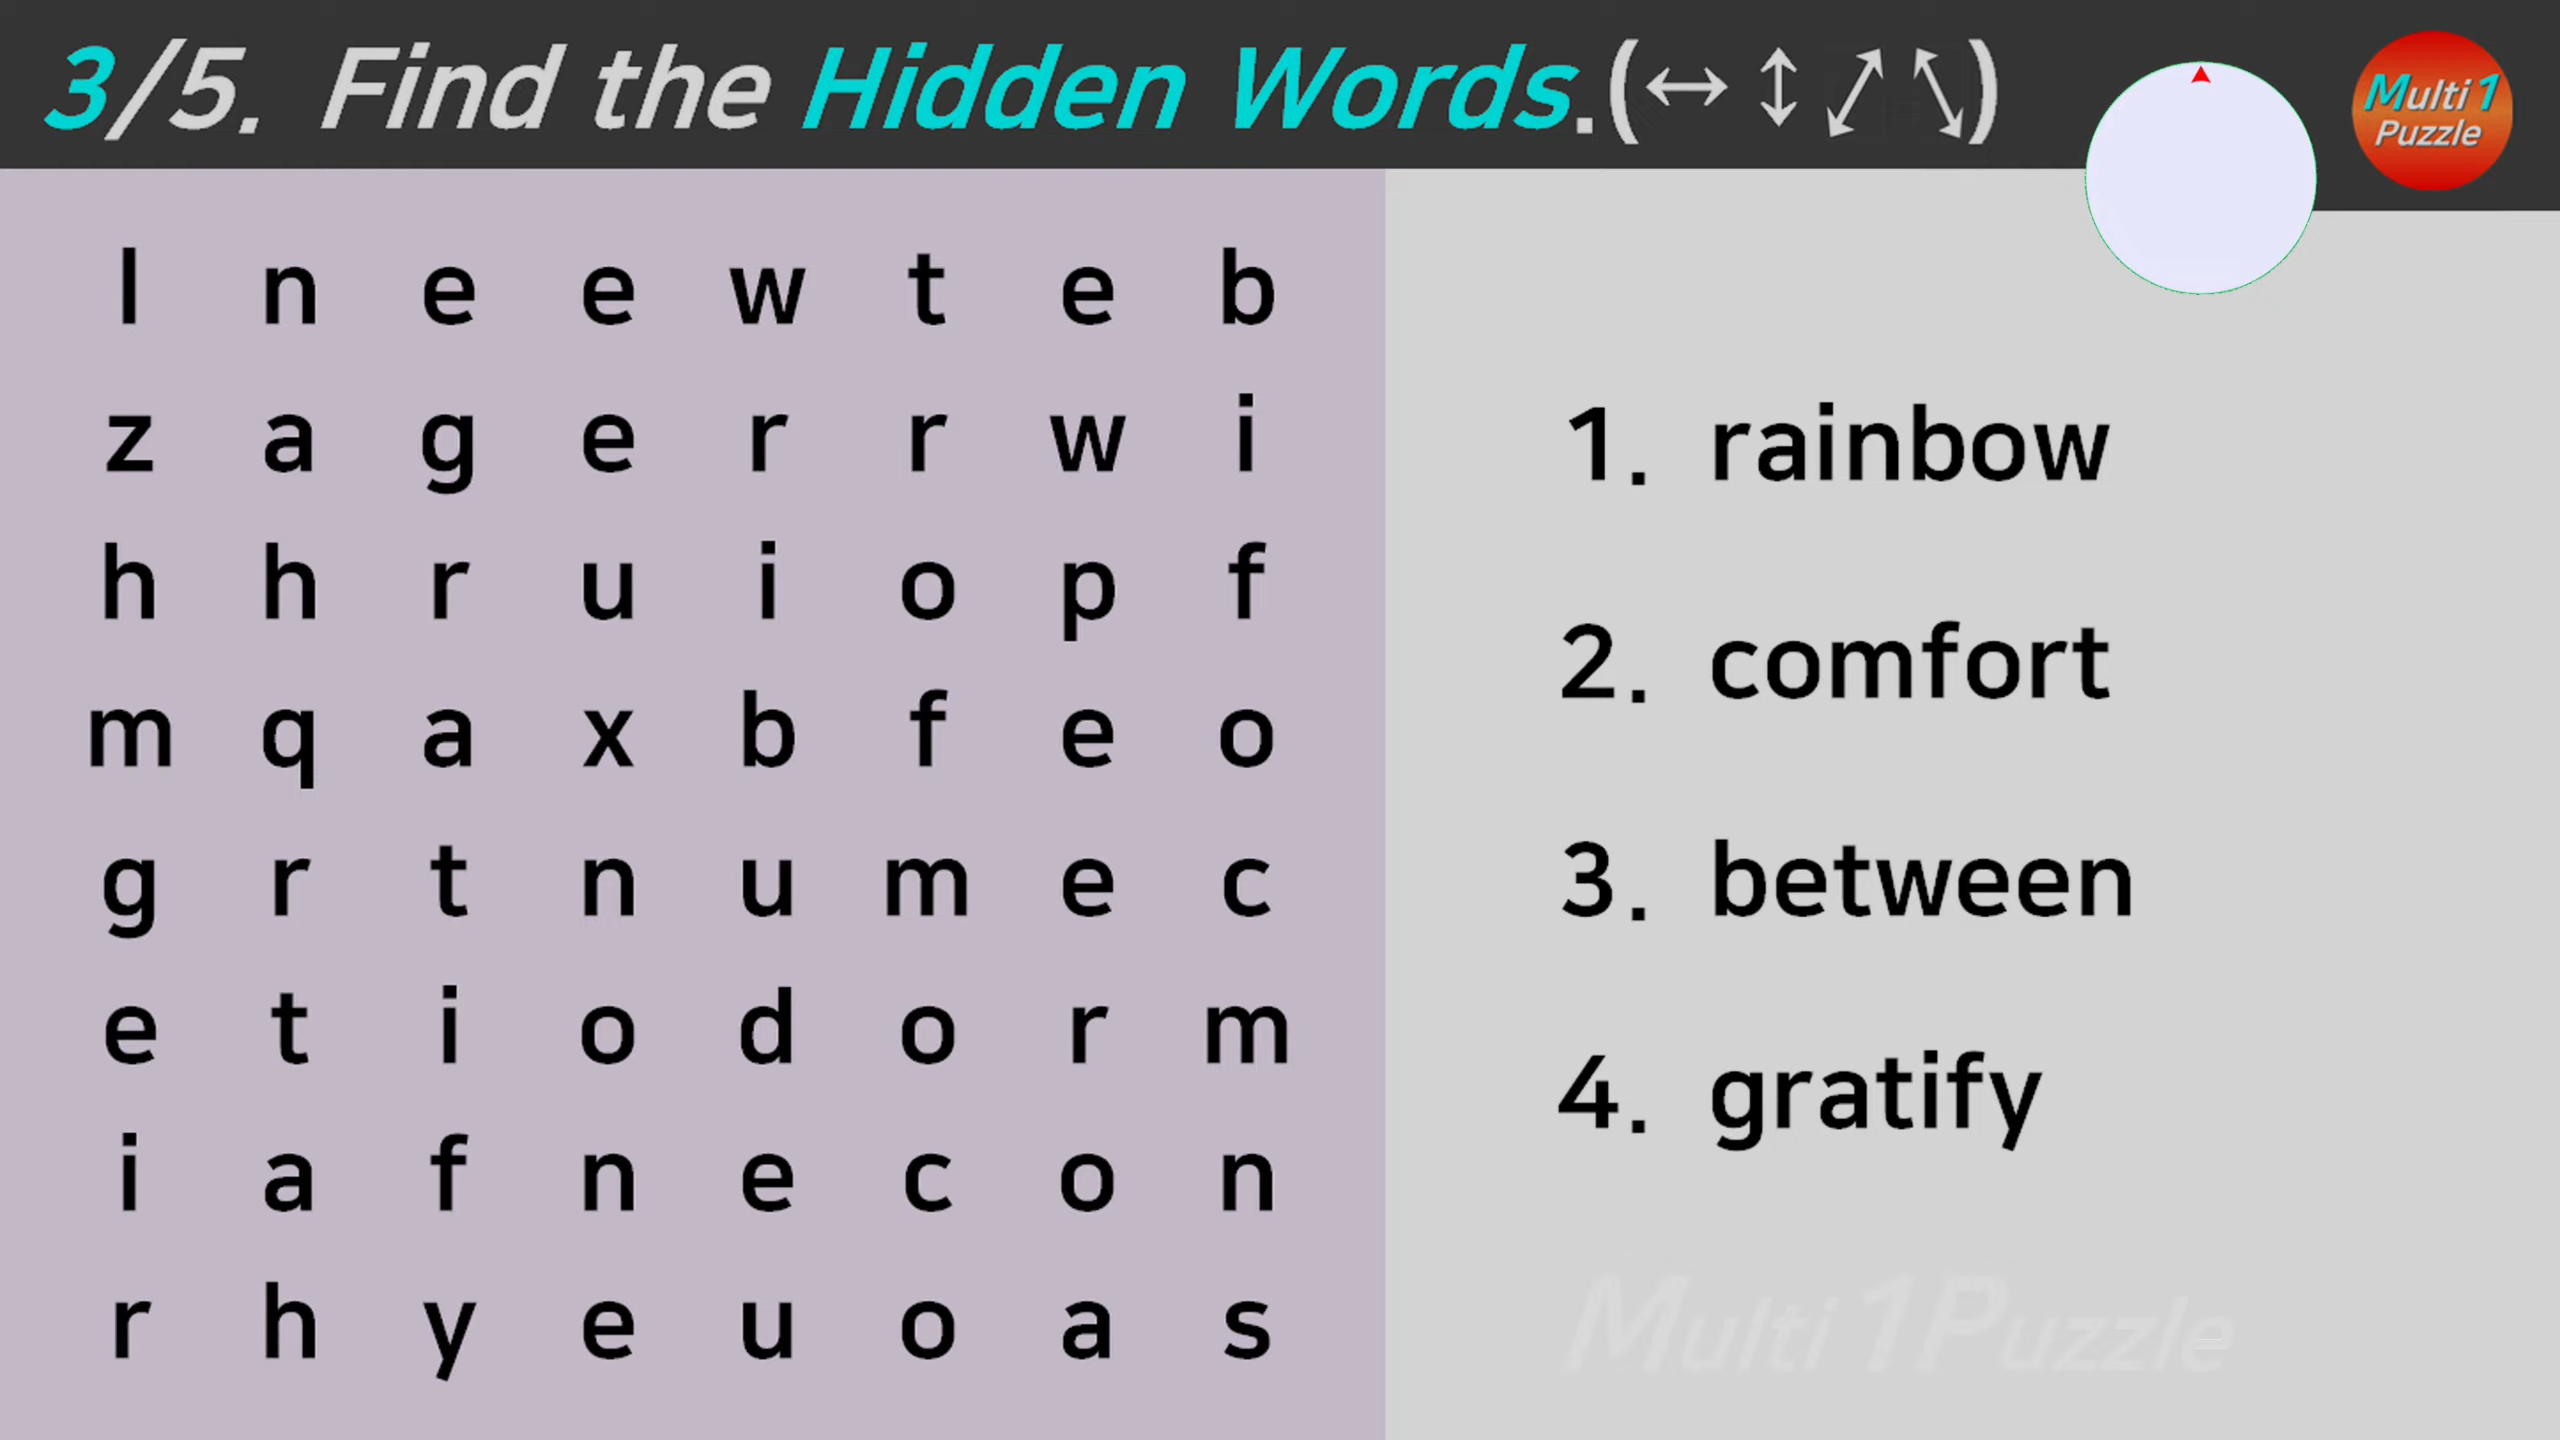 3/5. Find the Hidden Words.(↔ ↕ ⤢ ⤡)
Multi 1
Puzzle
l n e e w t e b
z a g e r r w i
h h r u i o p f
m q a x b f e o
g r t n u m e c
e t i o d o r m
i a f n e c o n
r h y e u o a s
1. rainbow
2. comfort
3. between
4. gratify
Multi 1 Puzzle